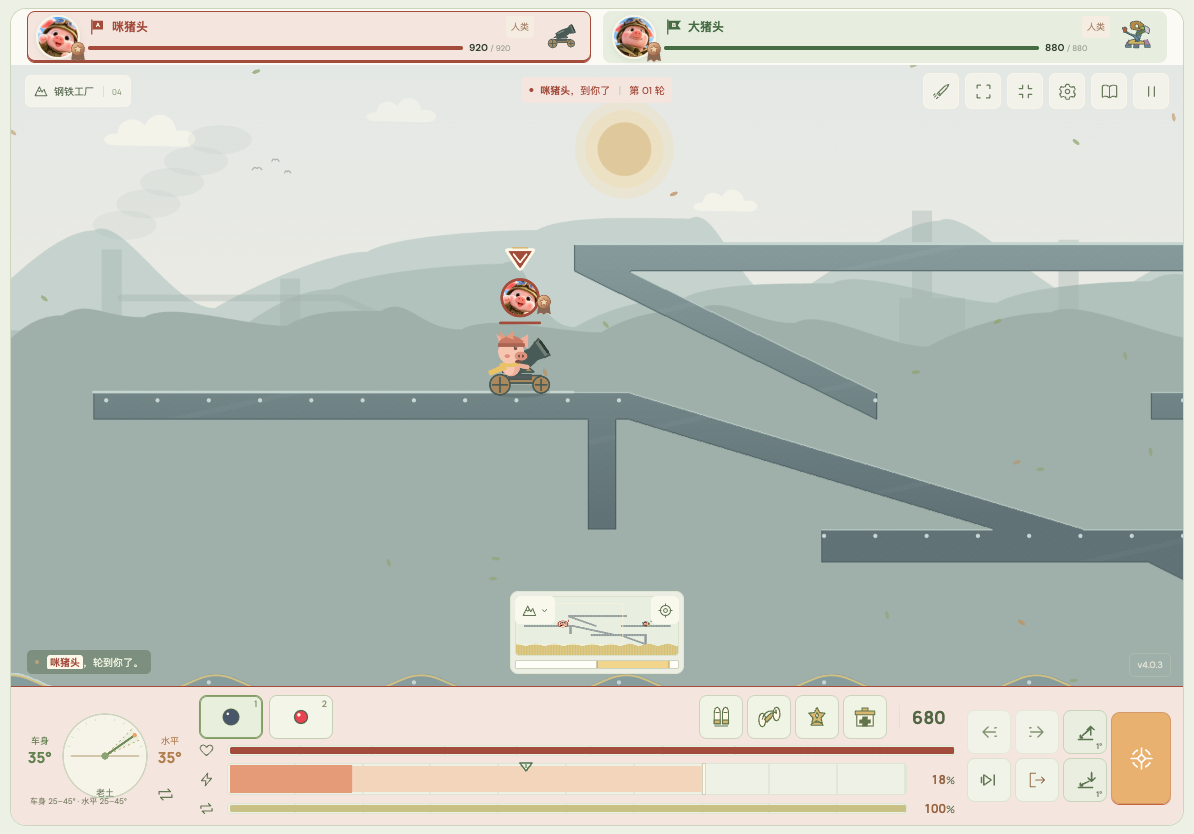 咪猪头
人类
920 / 920
大猪头
人类
880 / 880
钢铁工厂 04
咪猪头，到你了 第 01 轮
咪猪头，轮到你了。
v4.0.3
1
2
680
车身
35°
水平
35°
老土
车身 25–45° · 水平 25–45°
18%
100%
1°
1°